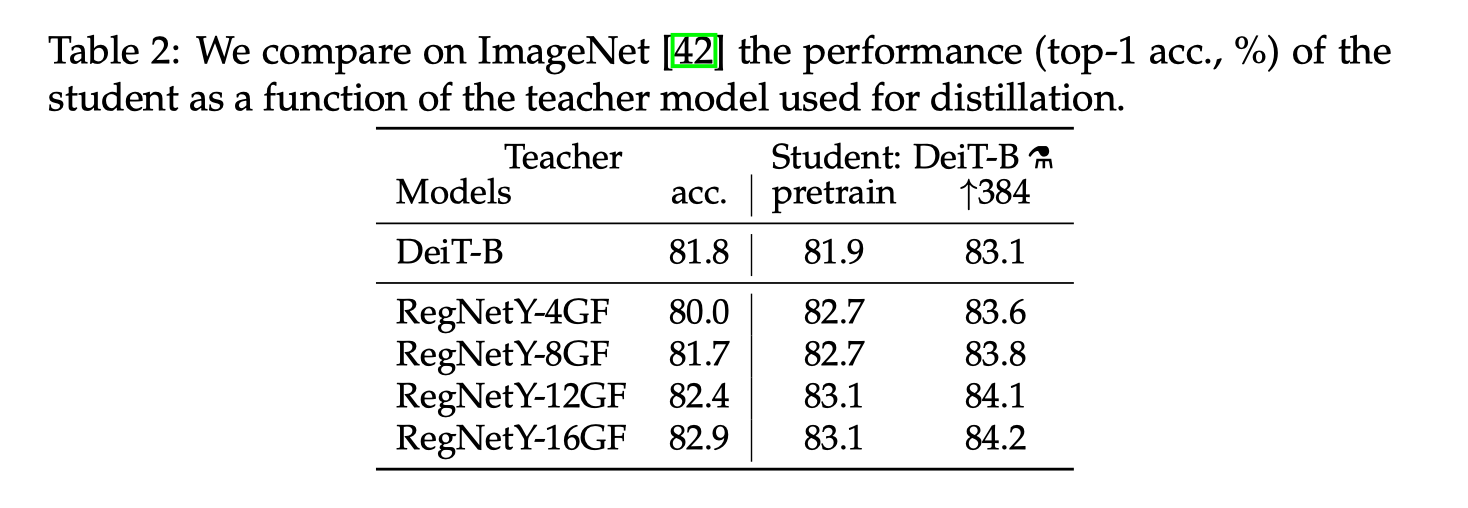 Table 2: We compare on ImageNet [42] the performance (top-1 acc., %) of the
student as a function of the teacher model used for distillation.
Teacher Student: DeiT-B ⚗
Models acc. pretrain ↑384
DeiT-B 81.8 81.9 83.1
RegNetY-4GF 80.0 82.7 83.6
RegNetY-8GF 81.7 82.7 83.8
RegNetY-12GF 82.4 83.1 84.1
RegNetY-16GF 82.9 83.1 84.2